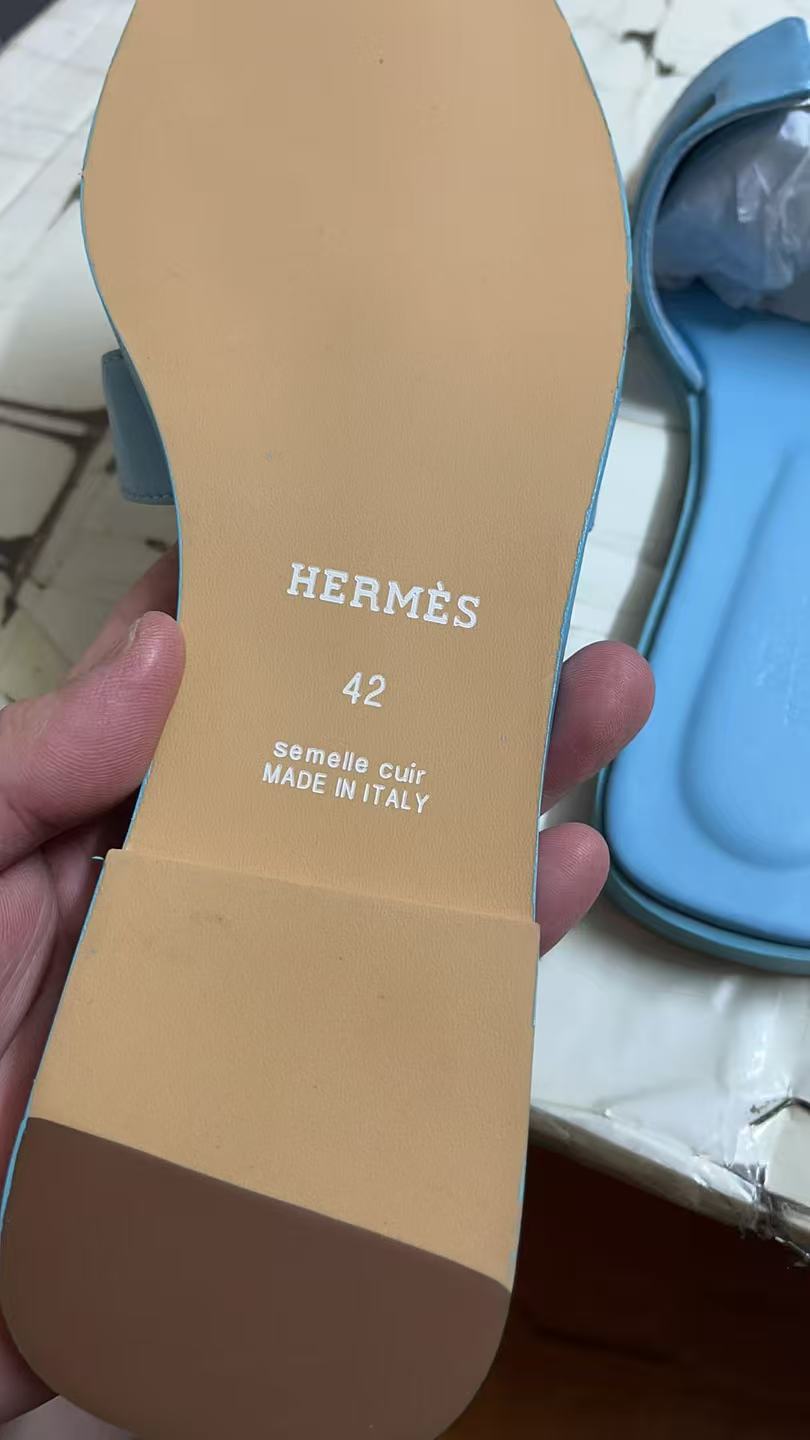 HERMÈS
42
semelle cuir
MADE IN ITALY